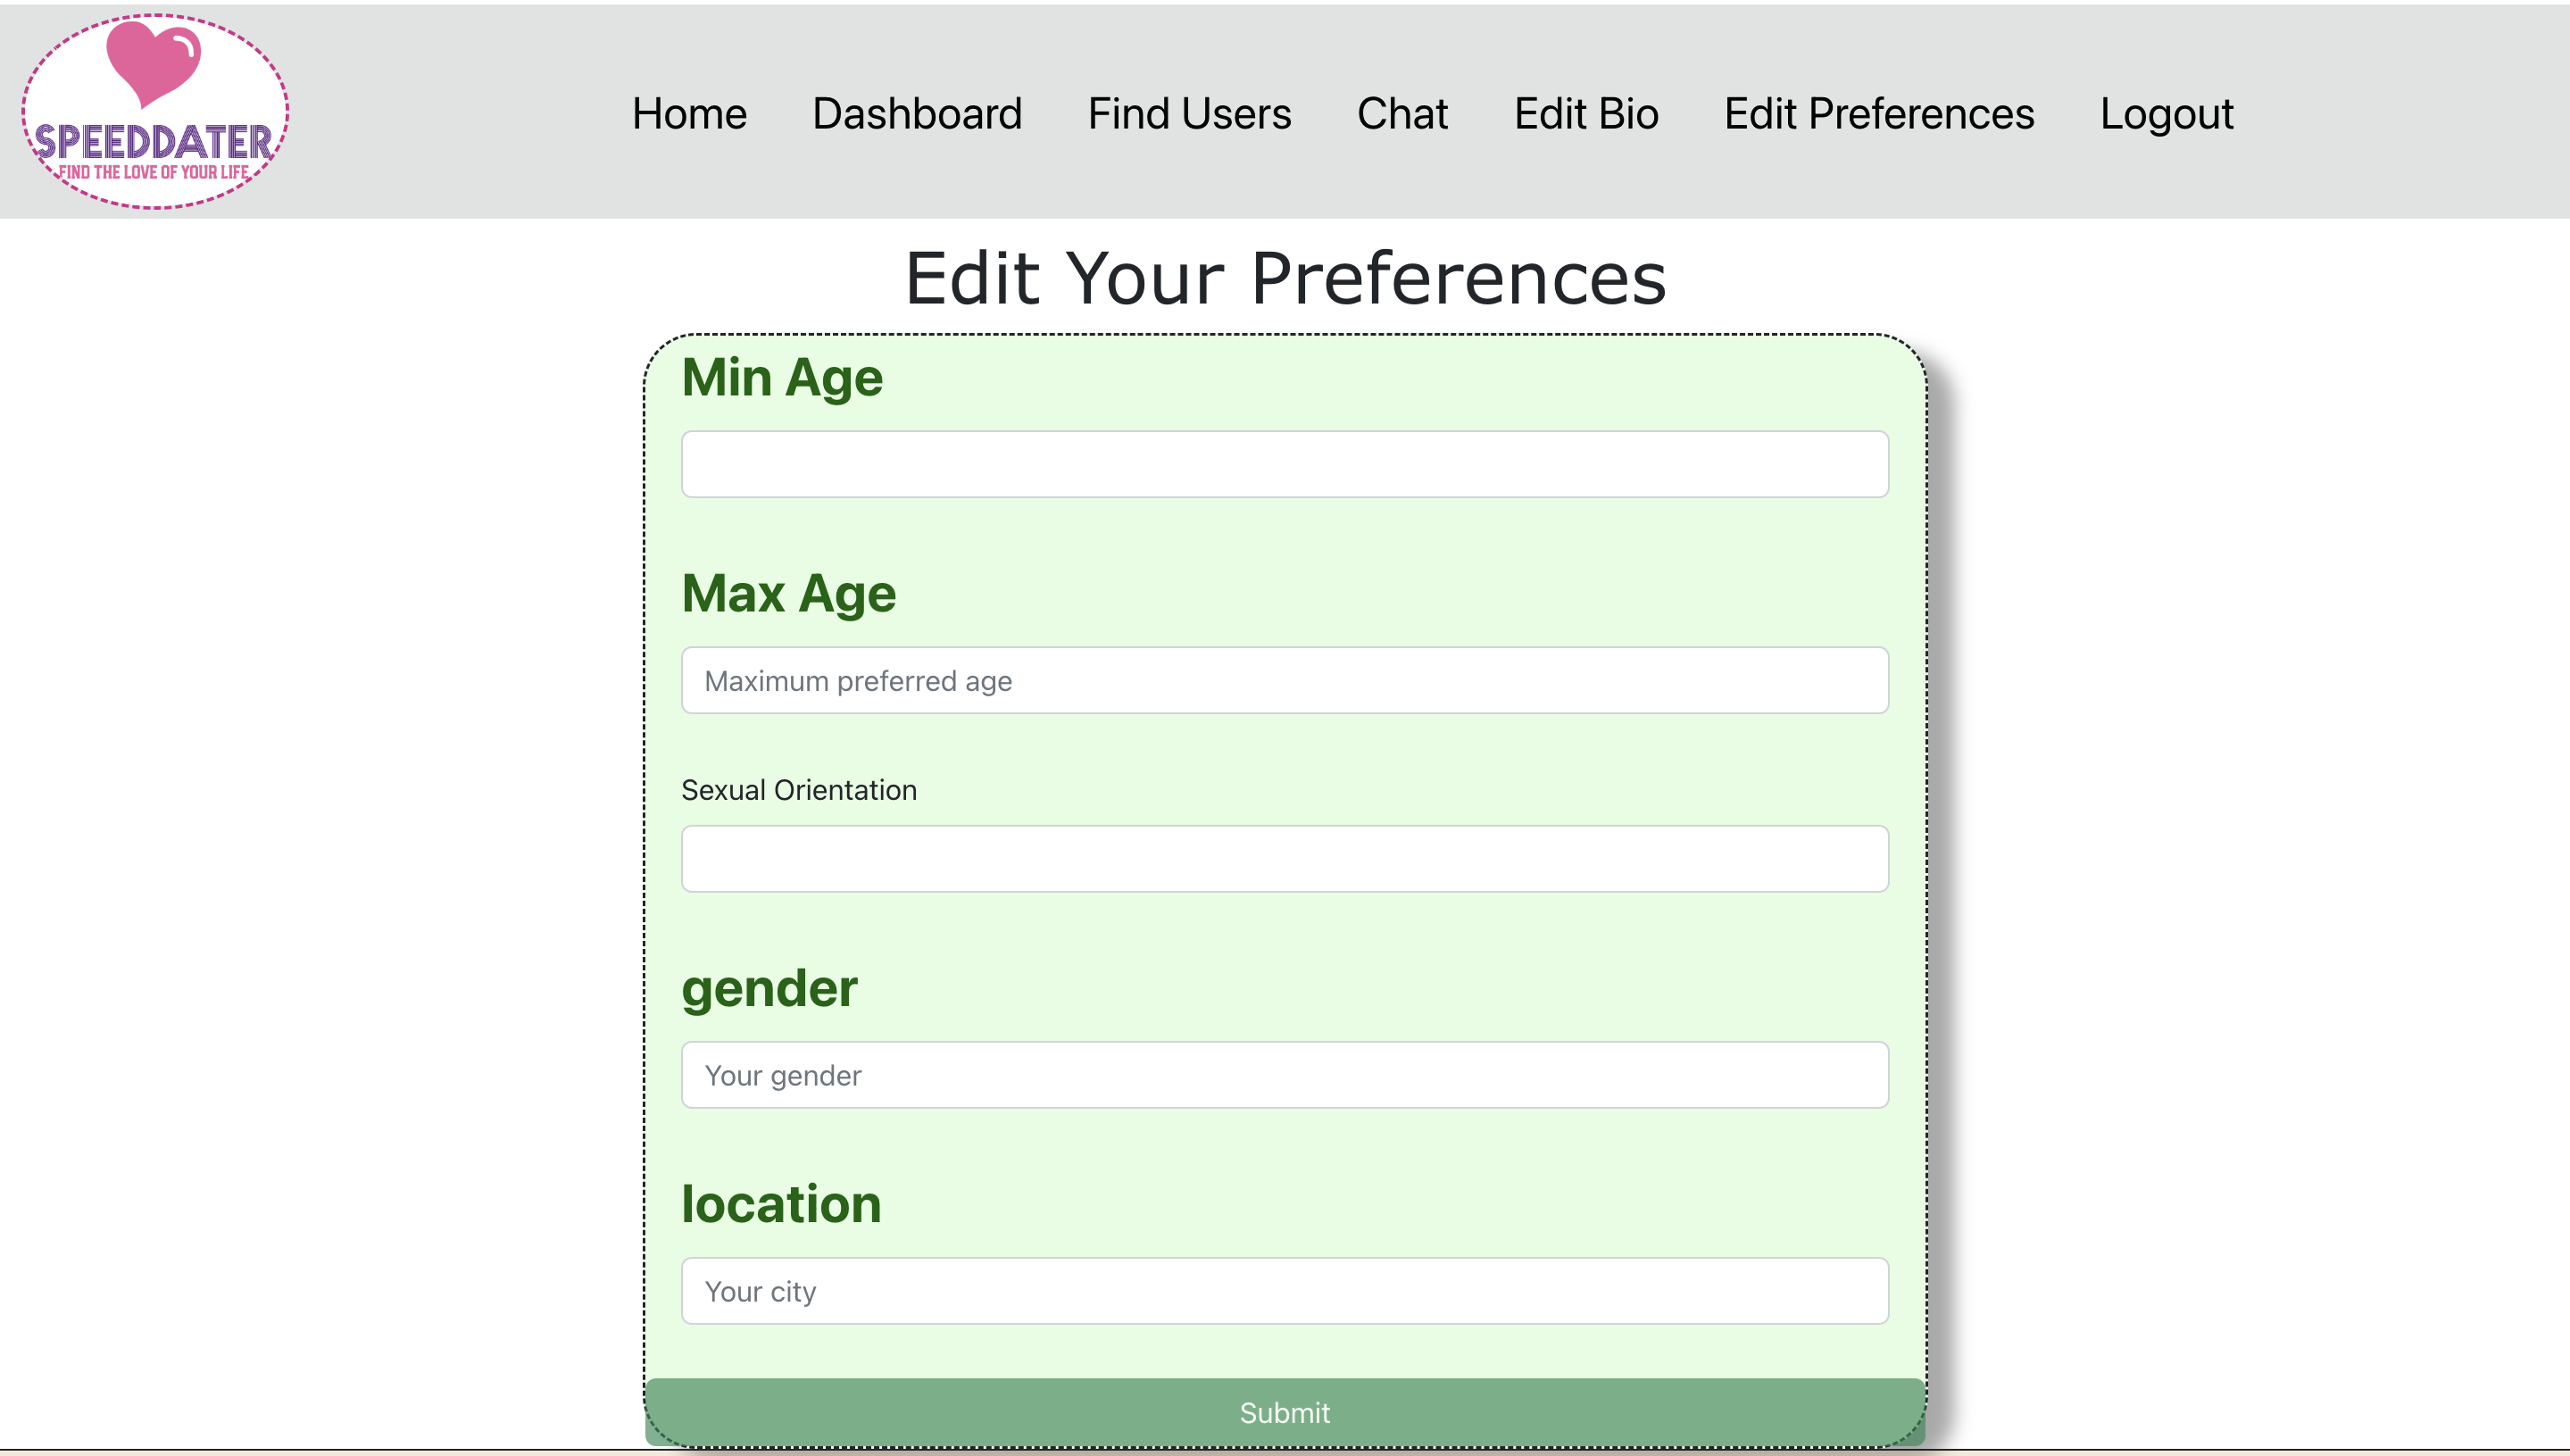 SPEEDDATER
FIND THE LOVE OF YOUR LIFE
Home Dashboard Find Users Chat Edit Bio Edit Preferences Logout
Edit Your Preferences
Min Age
Max Age
Maximum preferred age
Sexual Orientation
gender
Your gender
location
Your city
Submit